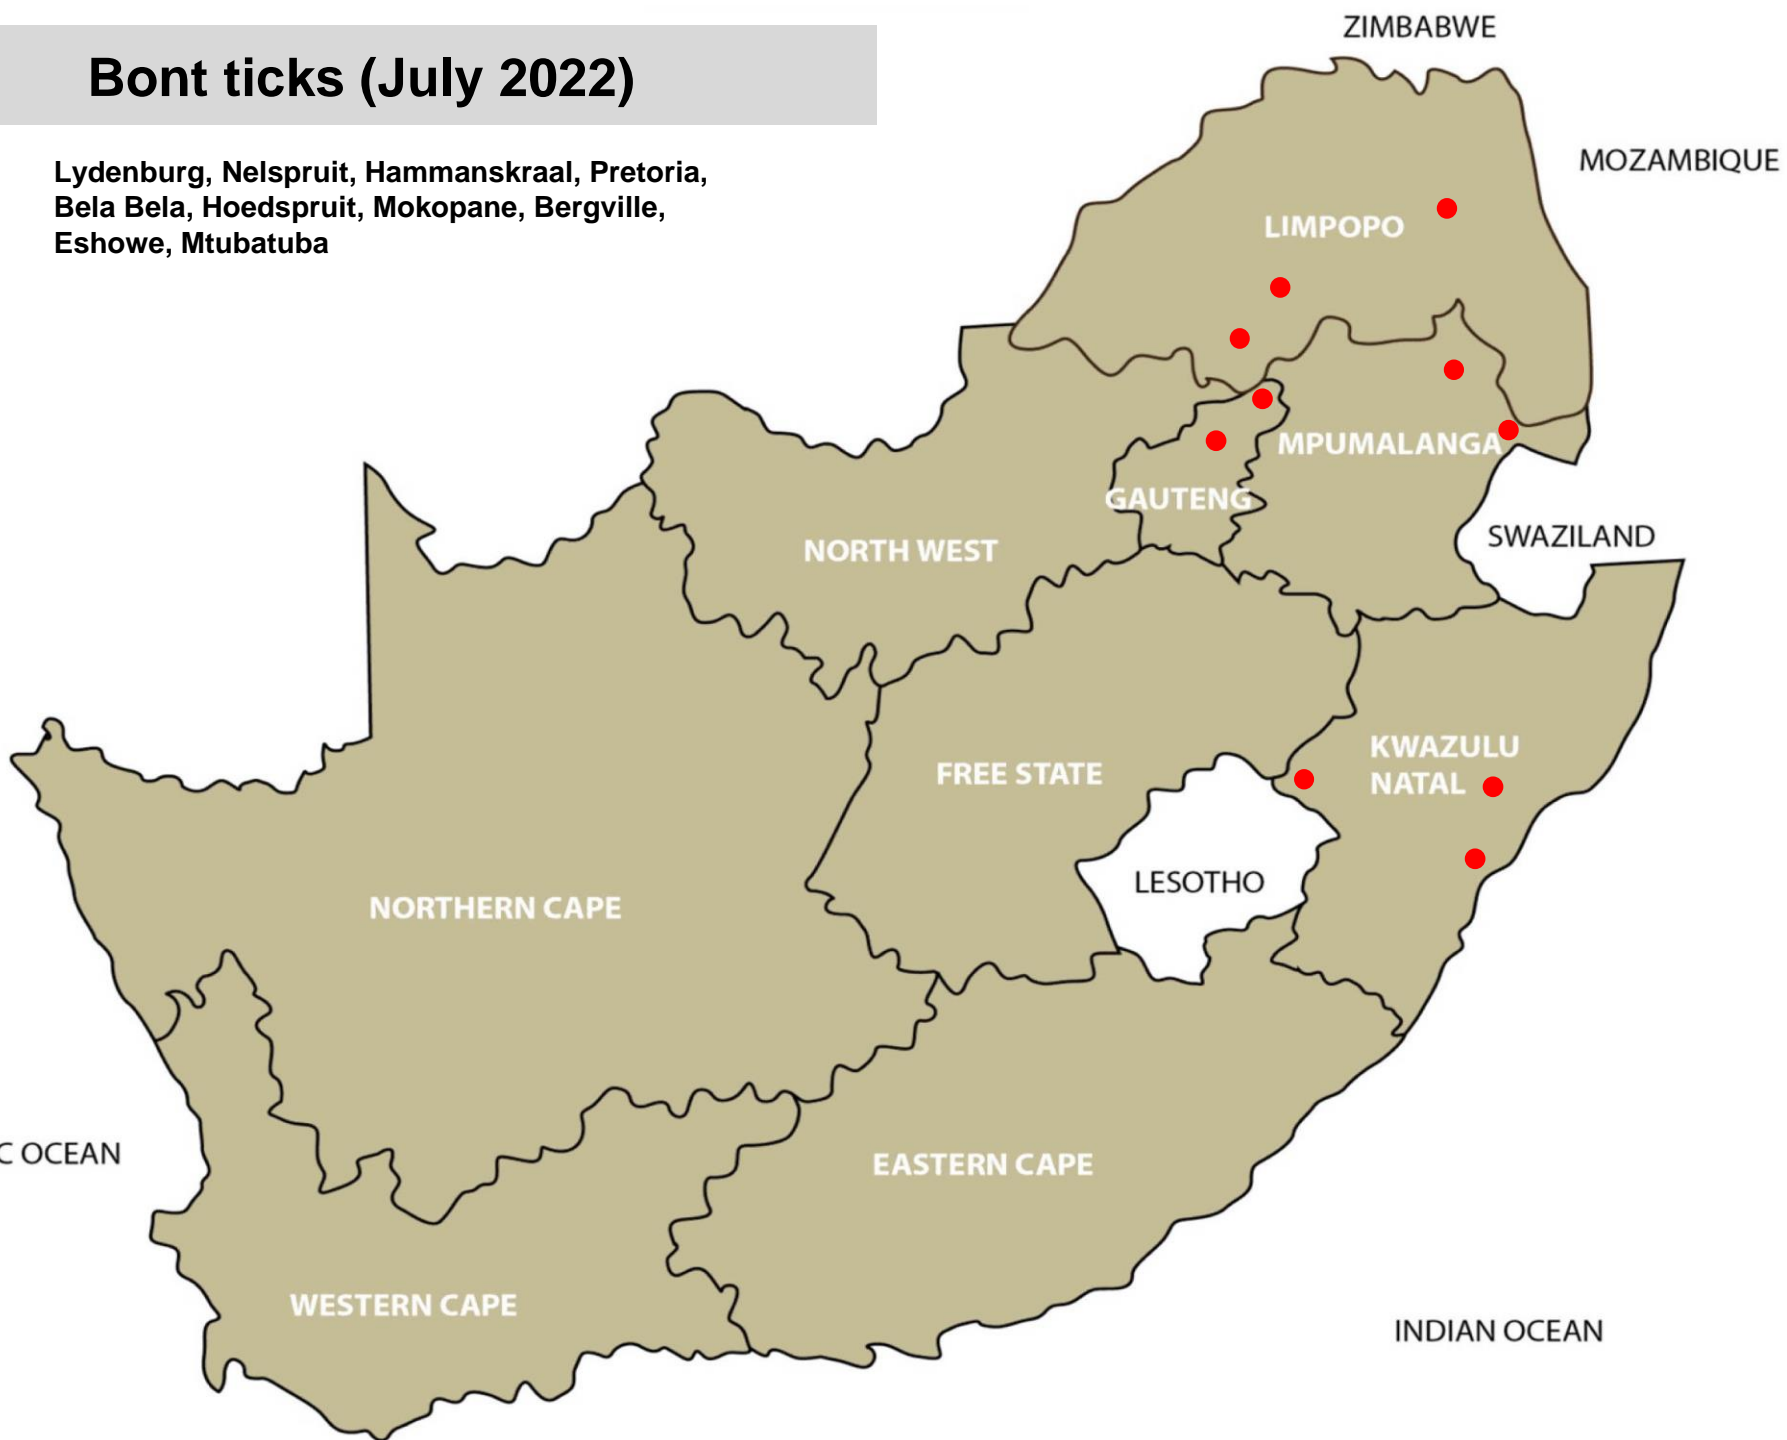 ZIMBABWE
Bont ticks (July 2022)
MOZAMBIQUE
Lydenburg, Nelspruit, Hammanskraal, Pretoria,
Bela Bela, Hoedspruit, Mokopane, Bergville,
Eshowe, Mtubatuba
LIMPOPO
MPUMALANGA
GAUTENG
SWAZILAND
NORTH WEST
KWAZULU
NATAL
FREE STATE
LESOTHO
NORTHERN CAPE
C OCEAN
EASTERN CAPE
WESTERN CAPE
INDIAN OCEAN